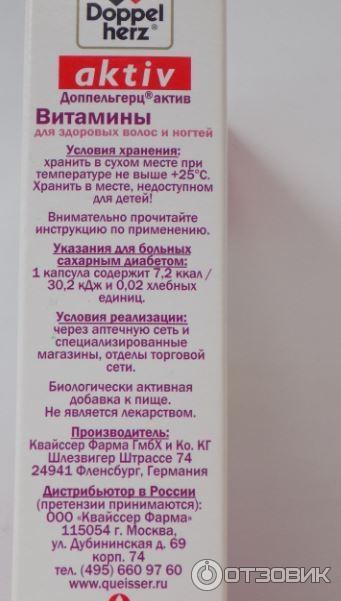 Doppel
herz®
aktiv
Доппельгерц® актив
Витамины
для здоровых волос и ногтей
Условия хранения:
хранить в сухом месте при
температуре не выше +25°С.
Хранить в месте, недоступном
для детей!
Внимательно прочитайте
инструкцию по применению.
Указания для больных
сахарным диабетом:
1 капсула содержит 7,2 ккал /
30,2 кДж и 0,02 хлебных
единиц.
Условия реализации:
через аптечную сеть и
специализированные
магазины, отделы торговой
сети.
Биологически активная
добавка к пище.
Не является лекарством.
Производитель:
Квайссер Фарма ГмбХ и Ко. КГ
Шлезвигер Штрассе 74
24941 Фленсбург, Германия
Дистрибьютор в России
(претензии принимаются):
ООО «Квайссер Фарма»
115054 г. Москва,
ул. Дубининская д. 69
корп. 74
тел. (495) 660 97 60
www.queisser.ru
ОТЗОВИК